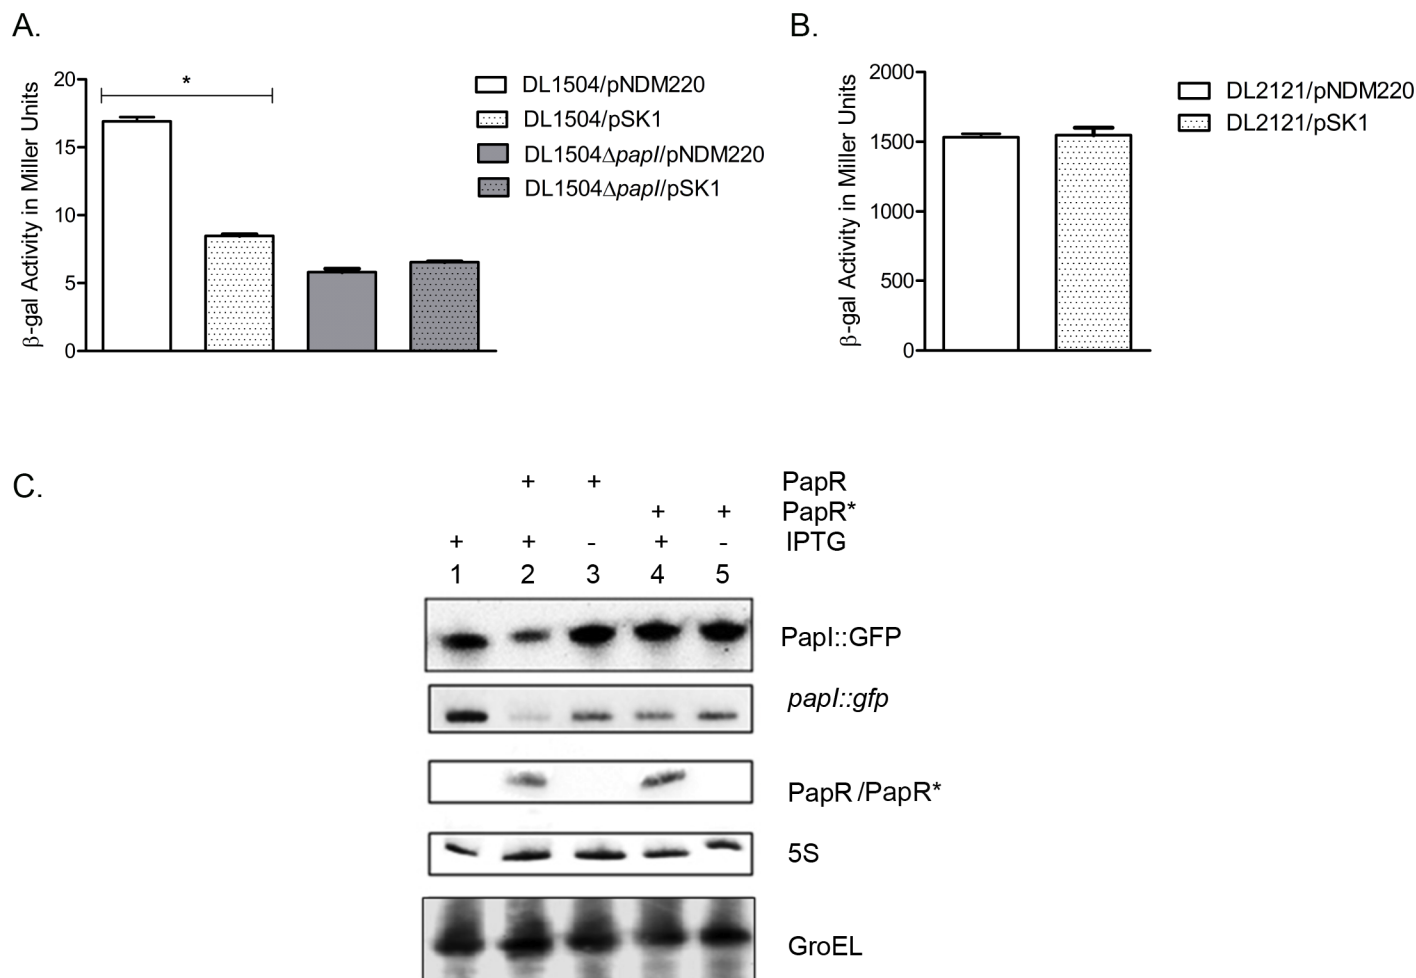 A.
β-gal Activity in Miller Units
20
15
10
5
0
*
DL1504/pNDM220
DL1504/pSK1
DL1504ΔpapI/pNDM220
DL1504ΔpapI/pSK1
B.
β-gal Activity in Miller Units
2000
1500
1000
500
0
DL2121/pNDM220
DL2121/pSK1
C.
+ + PapR
+ + PapR*
+ + - + - IPTG
1 2 3 4 5
PapI::GFP
papI::gfp
PapR/PapR*
5S
GroEL